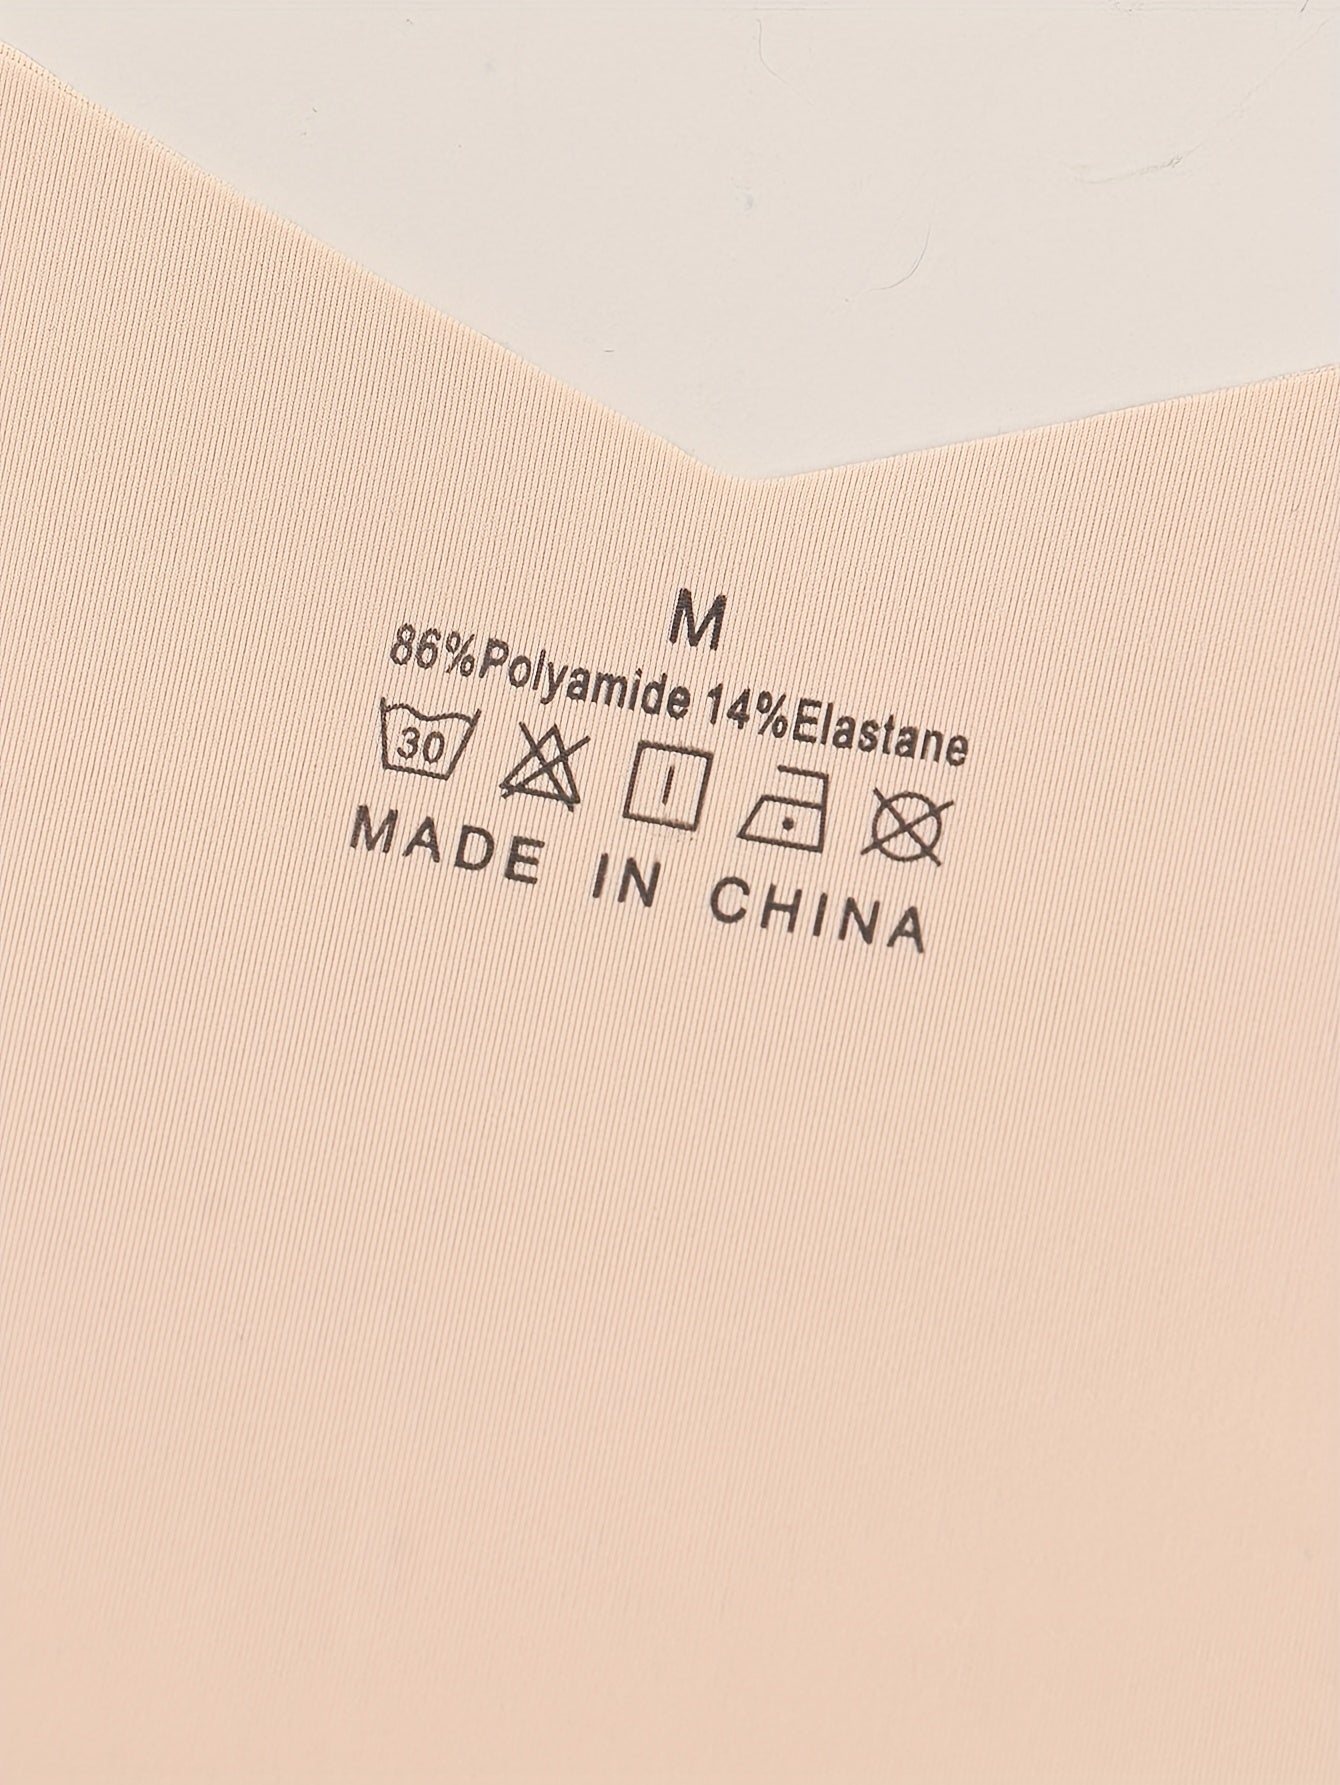 M
86%Polyamide 14%Elastane
30
MADE IN CHINA